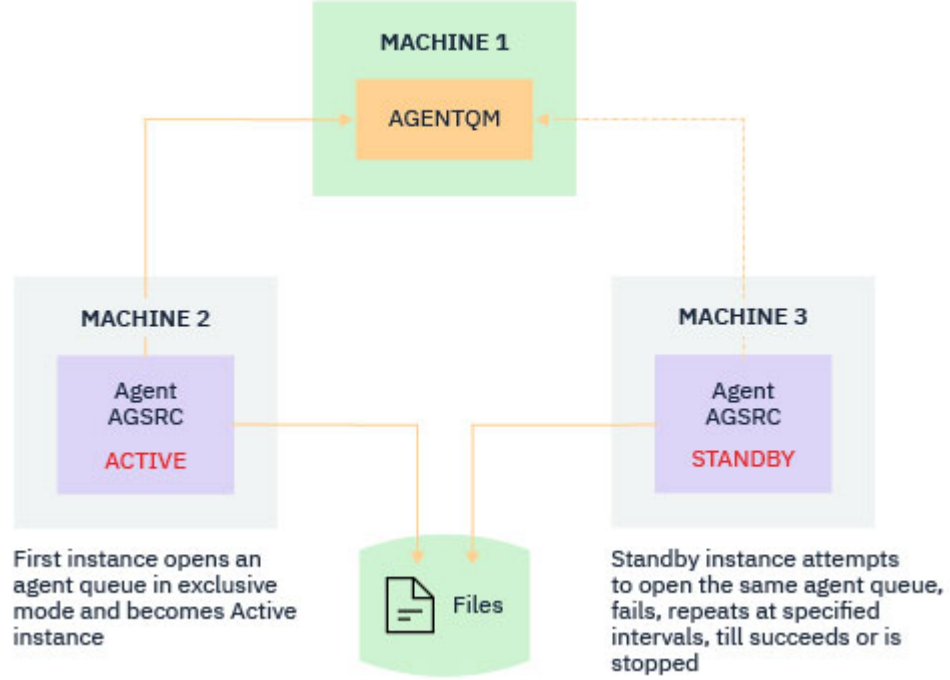 MACHINE 1
AGENTQM
MACHINE 2
Agent
AGSRC
ACTIVE
MACHINE 3
Agent
AGSRC
STANDBY
First instance opens an
agent queue in exclusive
mode and becomes Active
instance
Files
Standby instance attempts
to open the same agent queue,
fails, repeats at specified
intervals, till succeeds or is
stopped